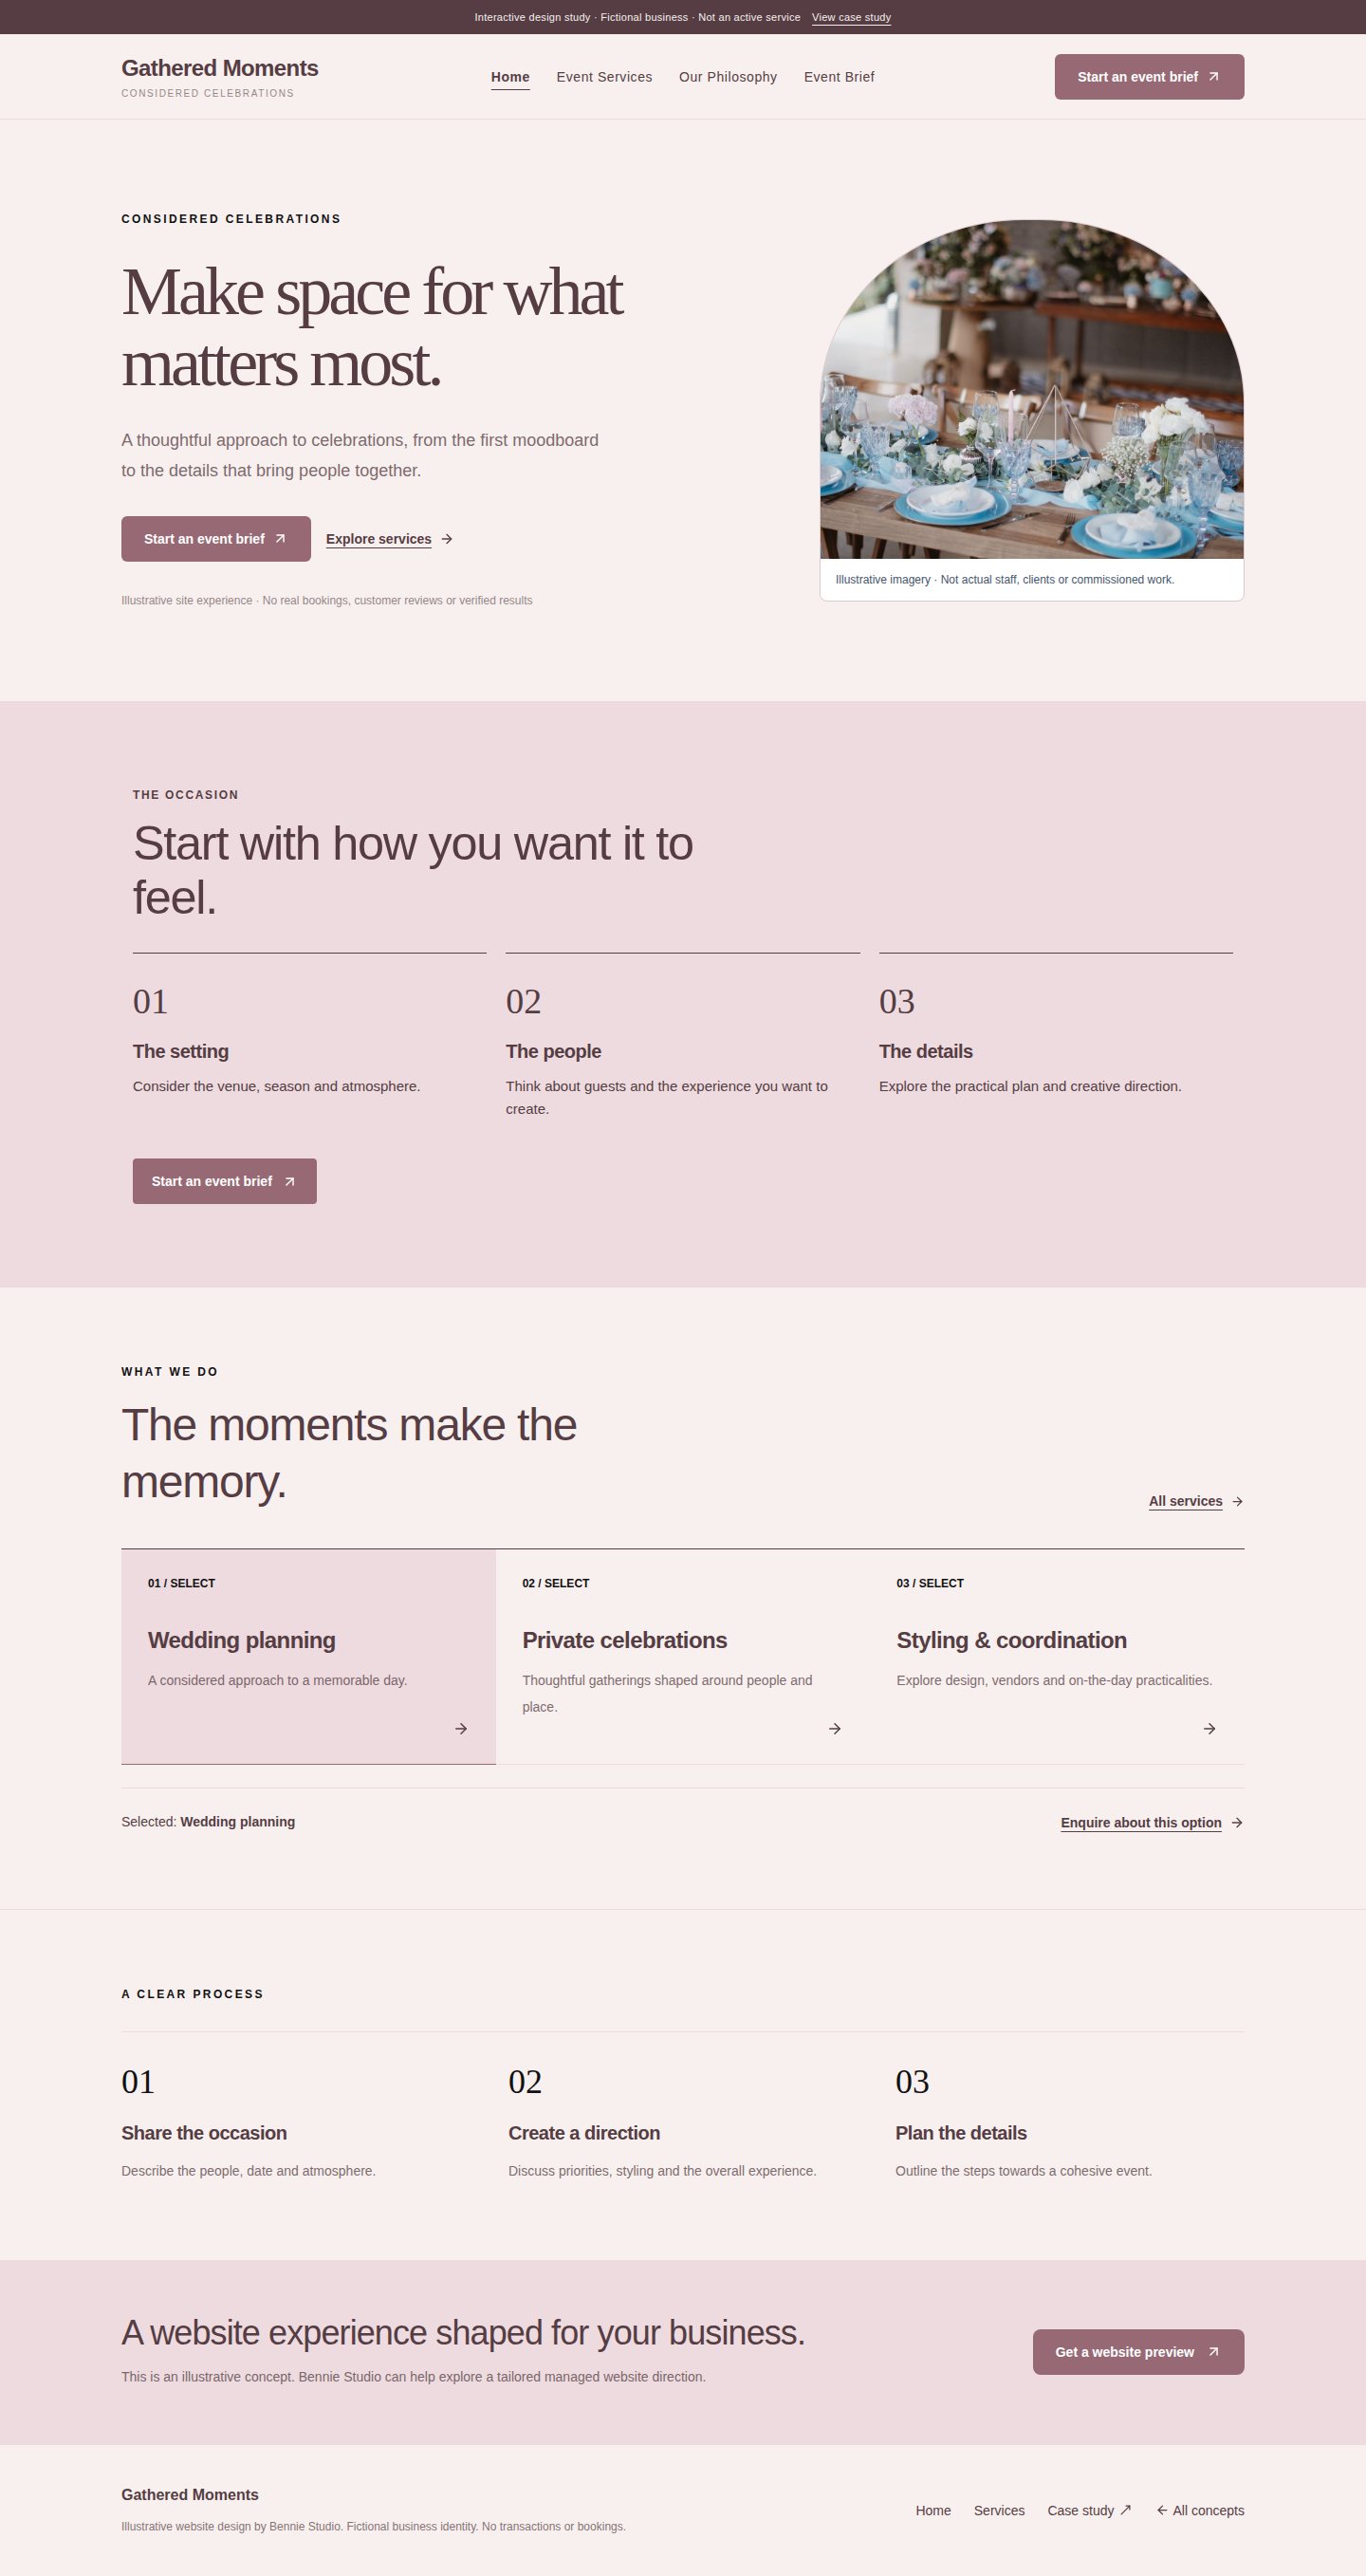 Interactive design study · Fictional business · Not an active service View case study
Gathered Moments
CONSIDERED CELEBRATIONS
Home Event Services Our Philosophy Event Brief
Start an event brief
CONSIDERED CELEBRATIONS
Make space for what
matters most.
A thoughtful approach to celebrations, from the first moodboard
to the details that bring people together.
Start an event brief Explore services
Illustrative site experience · No real bookings, customer reviews or verified results
Illustrative imagery · Not actual staff, clients or commissioned work.
THE OCCASION
Start with how you want it to
feel.
01
The setting
Consider the venue, season and atmosphere.
02
The people
Think about guests and the experience you want to
create.
03
The details
Explore the practical plan and creative direction.
Start an event brief
WHAT WE DO
The moments make the
memory.
All services
01 / SELECT
Wedding planning
A considered approach to a memorable day.
02 / SELECT
Private celebrations
Thoughtful gatherings shaped around people and
place.
03 / SELECT
Styling & coordination
Explore design, vendors and on-the-day practicalities.
Selected: Wedding planning
Enquire about this option
A CLEAR PROCESS
01
Share the occasion
Describe the people, date and atmosphere.
02
Create a direction
Discuss priorities, styling and the overall experience.
03
Plan the details
Outline the steps towards a cohesive event.
A website experience shaped for your business.
This is an illustrative concept. Bennie Studio can help explore a tailored managed website direction.
Get a website preview
Gathered Moments
Illustrative website design by Bennie Studio. Fictional business identity. No transactions or bookings.
Home Services Case study All concepts